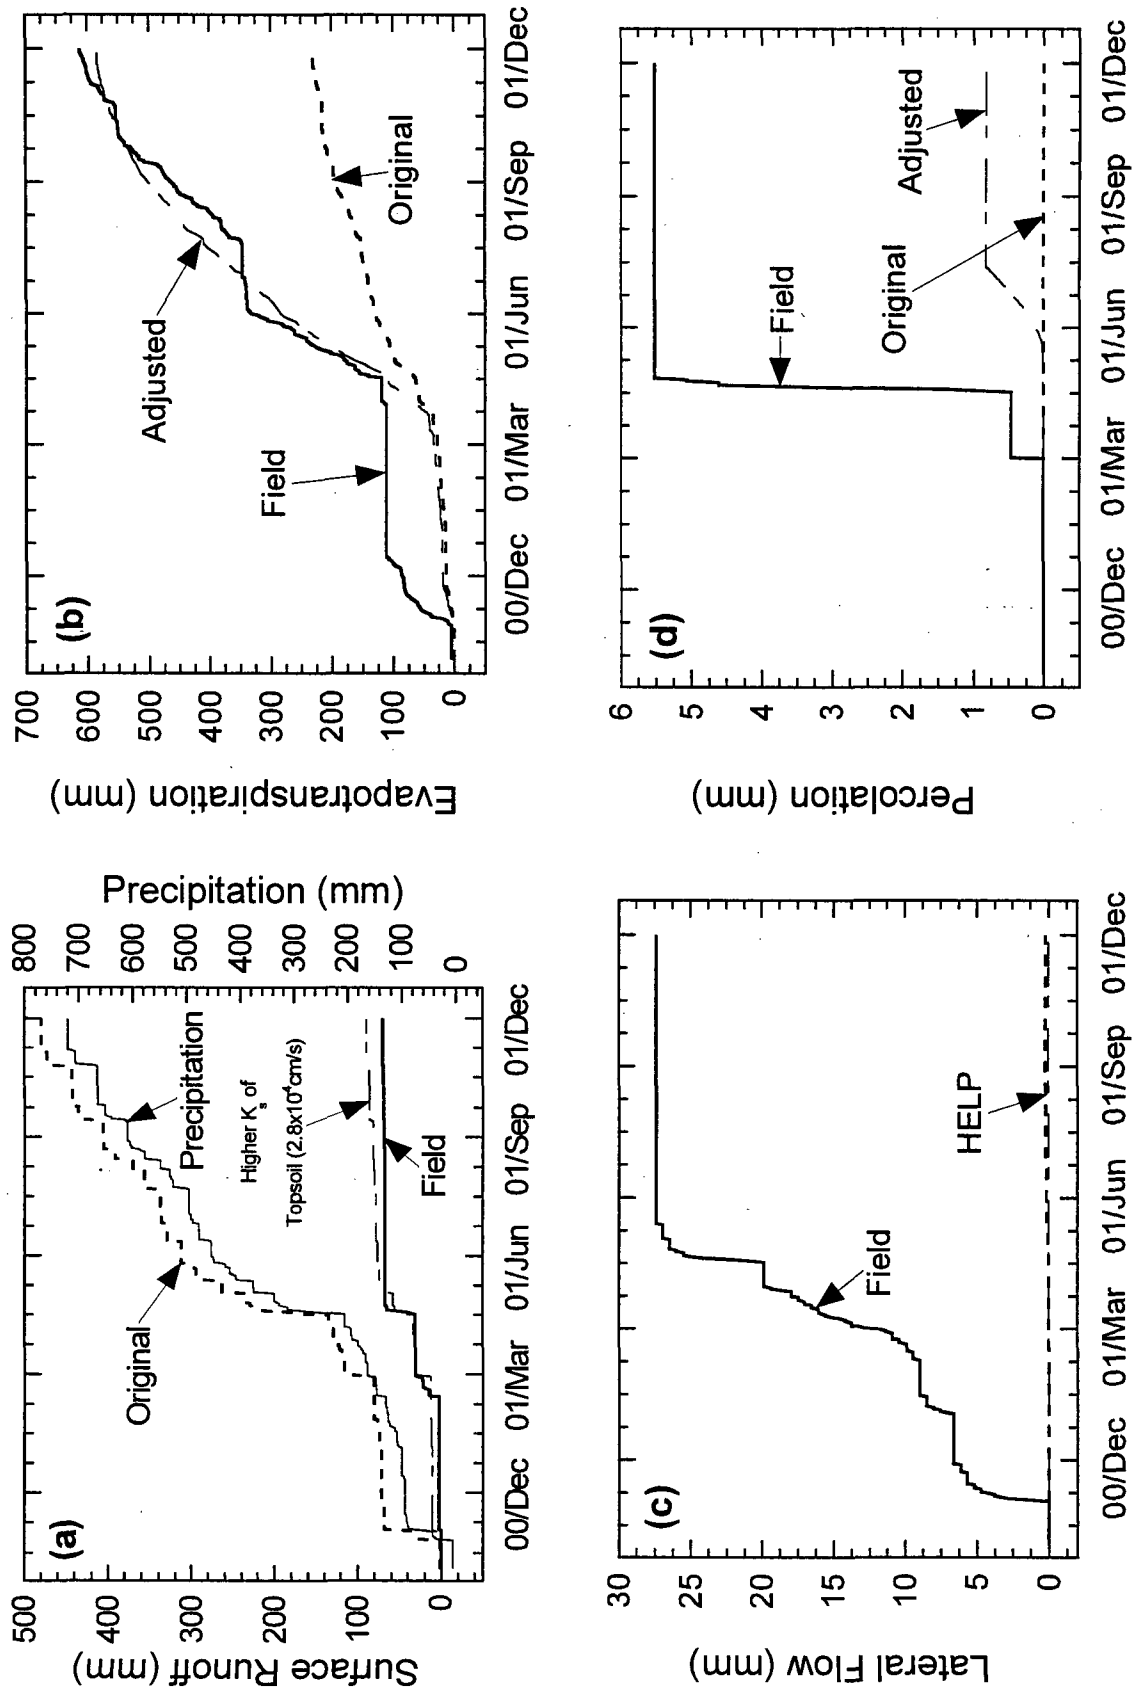 (a)
Surface Runoff (mm)
500
400
300
200
100
0
Precipitation (mm)
800
700
600
500
400
300
200
100
0
Original
Precipitation
Higher K_s of
Topsoil (2.8x10⁻⁴cm/s)
Field
00/Dec 01/Mar 01/Jun 01/Sep 01/Dec
(b)
Evapotranspiration (mm)
700
600
500
400
300
200
100
0
Field
Adjusted
Original
00/Dec 01/Mar 01/Jun 01/Sep 01/Dec
(c)
Lateral Flow (mm)
30
25
20
15
10
5
0
Field
HELP
00/Dec 01/Mar 01/Jun 01/Sep 01/Dec
(d)
Percolation (mm)
6
5
4
3
2
1
0
Field
Original
Adjusted
00/Dec 01/Mar 01/Jun 01/Sep 01/Dec